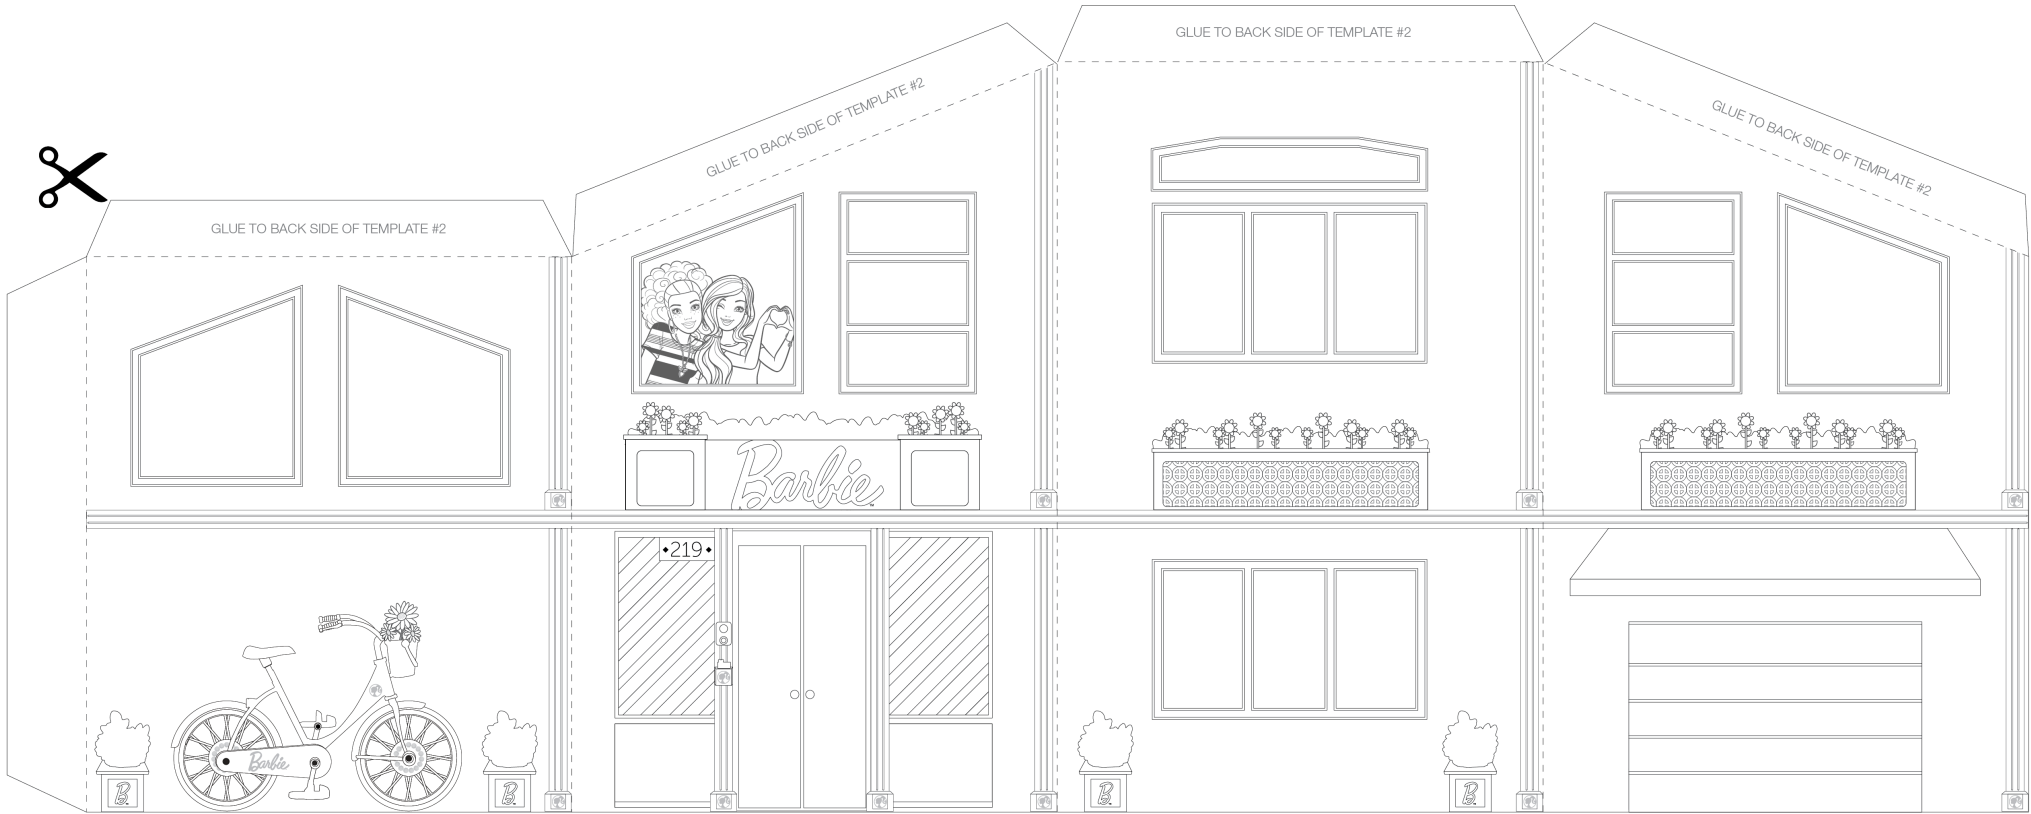 GLUE TO BACK SIDE OF TEMPLATE #2
GLUE TO BACK SIDE OF TEMPLATE #2
GLUE TO BACK SIDE OF TEMPLATE #2
GLUE TO BACK SIDE OF TEMPLATE #2
Barbie™
219
Barbie
B
B
B
B